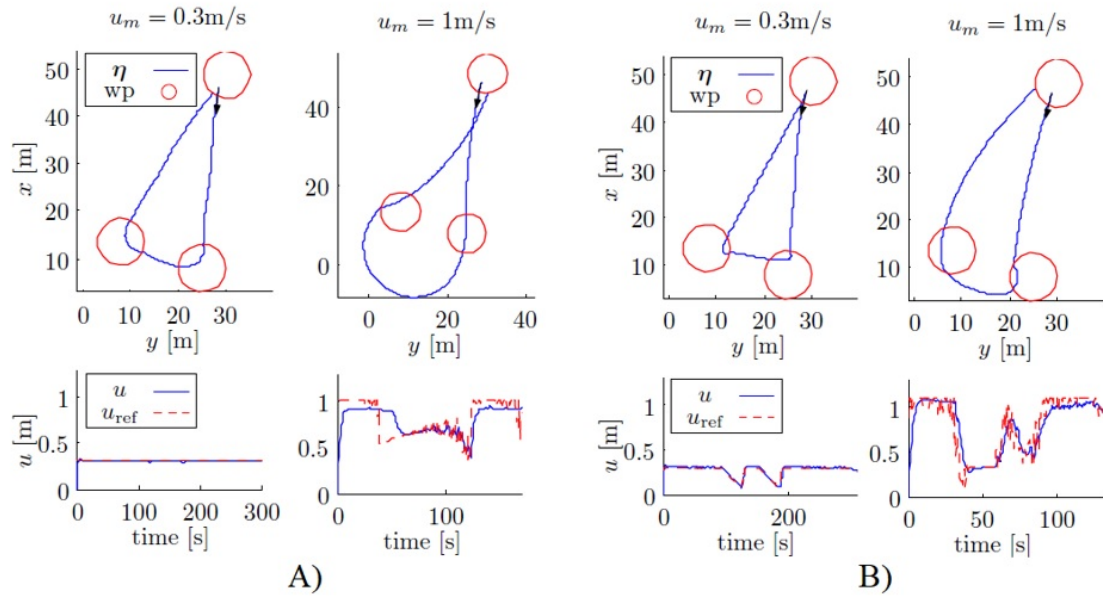 u_m = 0.3m/s
u_m = 1m/s
50
40
30
20
10
x [m]
η
wp
0 10 20 30
y [m]
60
40
20
0
0 20 40
y [m]
1
0.5
0
u [m]
u
u_ref
0 100 200 300
time [s]
1
0.5
0
0 100
time [s]
A)
u_m = 0.3m/s
u_m = 1m/s
50
40
30
20
10
x [m]
η
wp
0 10 20 30
y [m]
50
40
30
20
10
0 10 20 30
y [m]
1
0.5
0
u [m]
u
u_ref
0 200
time [s]
1
0.5
0
0 50 100
time [s]
B)